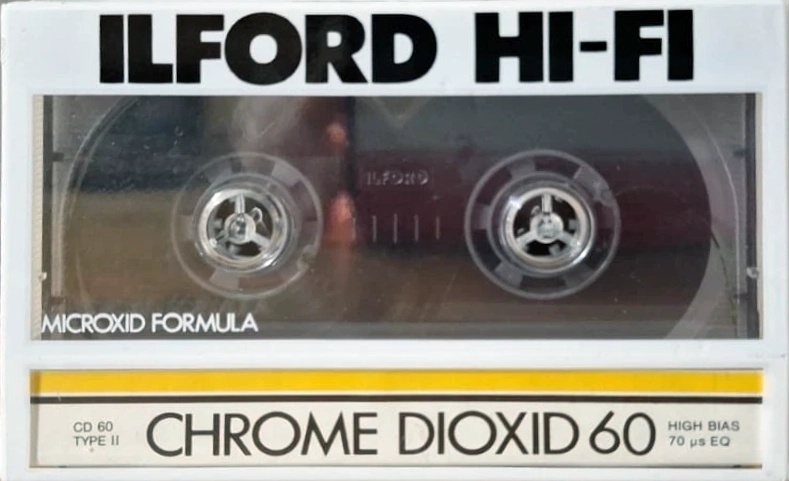 ILFORD HI-FI
ILFORD
MICROXID FORMULA
CD 60
TYPE II
CHROME DIOXID 60
HIGH BIAS
70 µs EQ